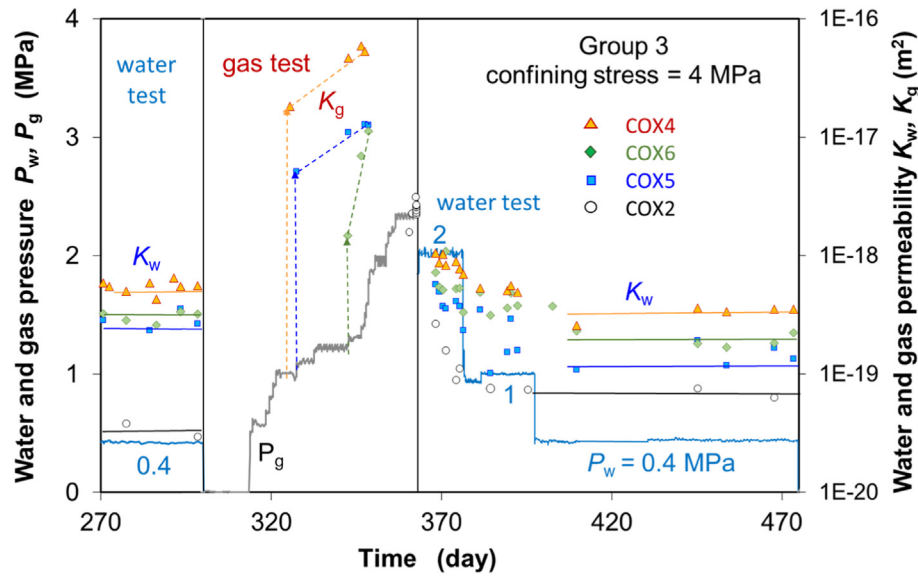 Water and gas pressure Pw, Pg (MPa)
4
3
2
1
0
water
test
gas test
Kg
Group 3
confining stress = 4 MPa
COX4
COX6
COX5
COX2
water test
2
Kw
Kw
1
0.4
Pg
Pw = 0.4 MPa
1E-16
1E-17
1E-18
1E-19
1E-20
Water and gas permeability Kw, Kg (m²)
270
320
370
420
470
Time (day)